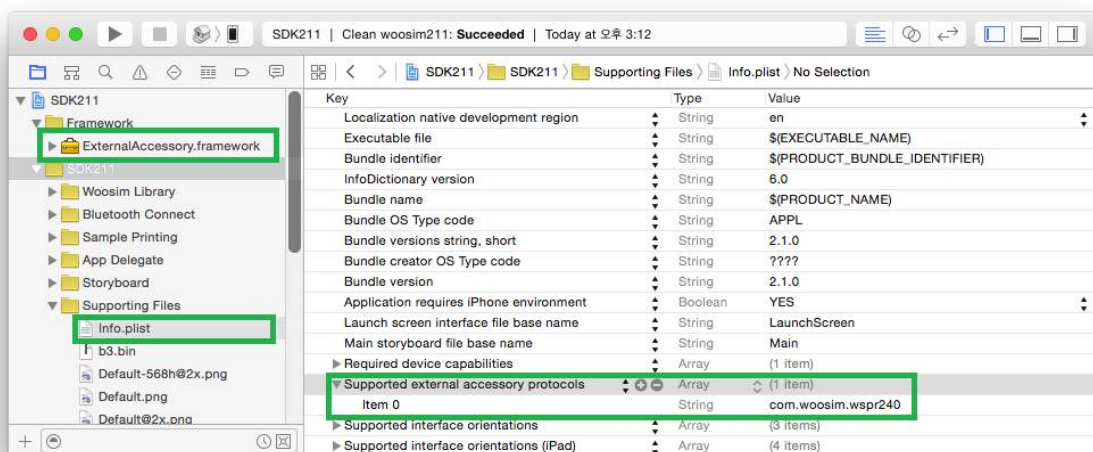 SDK211 | Clean woosim211: Succeeded | Today at 오후 3:12
SDK211 SDK211 Supporting Files Info.plist No Selection
SDK211
Framework
ExternalAccessory.framework
SDK211
Woosim Library
Bluetooth Connect
Sample Printing
App Delegate
Storyboard
Supporting Files
Info.plist
b3.bin
Default-568h@2x.png
Default.png
Default@2x.png
Key Type Value
Localization native development region String en
Executable file String $(EXECUTABLE_NAME)
Bundle identifier String $(PRODUCT_BUNDLE_IDENTIFIER)
InfoDictionary version String 6.0
Bundle name String $(PRODUCT_NAME)
Bundle OS Type code String APPL
Bundle versions string, short String 2.1.0
Bundle creator OS Type code String ????
Bundle version String 2.1.0
Application requires iPhone environment Boolean YES
Launch screen interface file base name String LaunchScreen
Main storyboard file base name String Main
Required device capabilities Array (1 item)
Supported external accessory protocols Array (1 item)
Item 0 String com.woosim.wspr240
Supported interface orientations Array (3 items)
Supported interface orientations (iPad) Array (4 items)